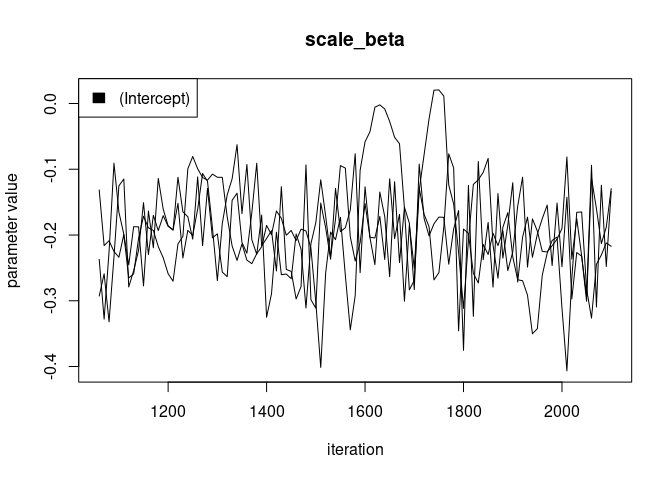 scale_beta
(Intercept)
0.0
-0.1
-0.2
-0.3
-0.4
parameter value
1200 1400 1600 1800 2000
iteration